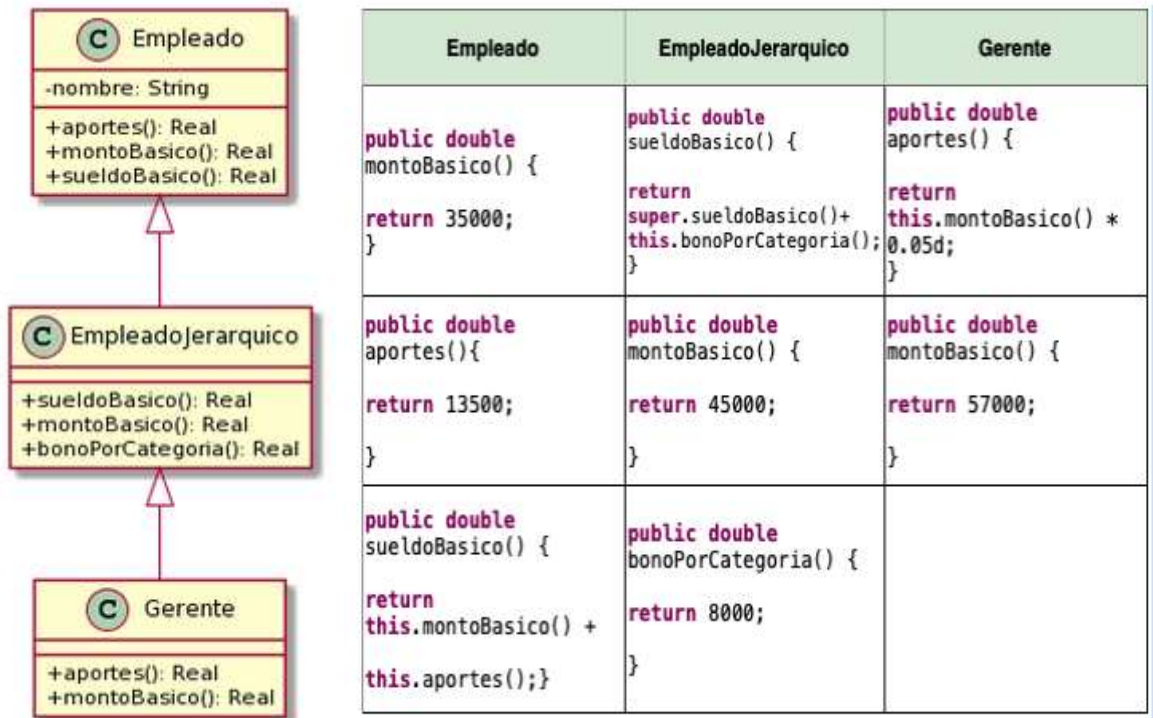 C Empleado
-nombre: String
+aportes(): Real
+montoBasico(): Real
+sueldoBasico(): Real
C EmpleadoJerarquico
+sueldoBasico(): Real
+montoBasico(): Real
+bonoPorCategoria(): Real
C Gerente
+aportes(): Real
+montoBasico(): Real
Empleado
EmpleadoJerarquico
Gerente
public double
montoBasico() {
return 35000;
}
public double
sueldoBasico() {
return
super.sueldoBasico()+
this.bonoPorCategoria();
}
public double
aportes() {
return
this.montoBasico() *
0.05d;
}
public double
aportes(){
return 13500;
}
public double
montoBasico() {
return 45000;
}
public double
montoBasico() {
return 57000;
}
public double
sueldoBasico() {
return
this.montoBasico() +
this.aportes();}
public double
bonoPorCategoria() {
return 8000;
}